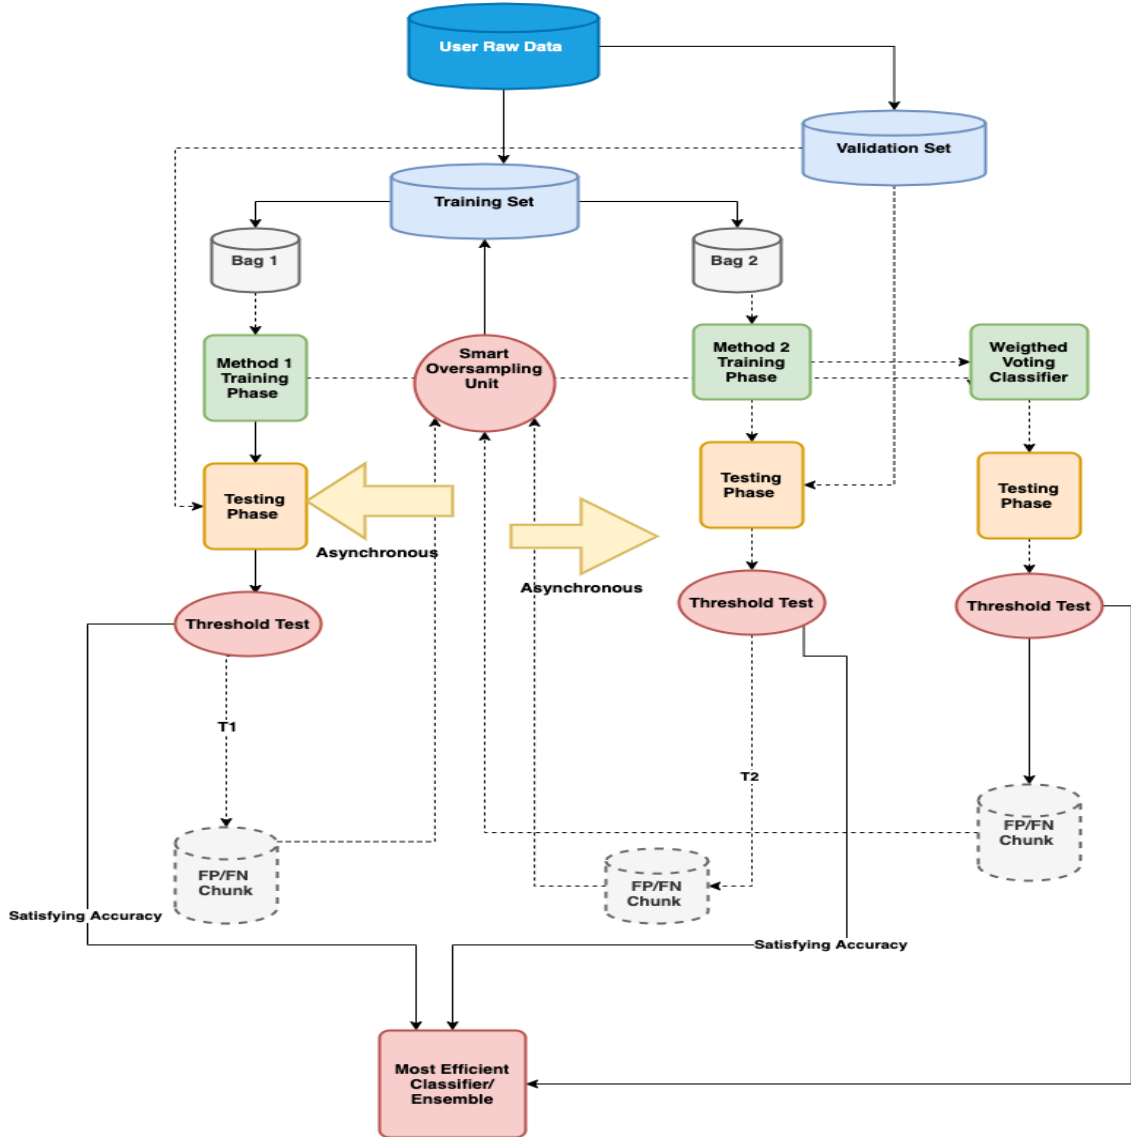 User Raw Data
Validation Set
Training Set
Bag 1
Bag 2
Method 1
Training
Phase
Smart
Oversampling
Unit
Method 2
Training
Phase
Weigthed
Voting
Classifier
Testing
Phase
Testing
Phase
Testing
Phase
Asynchronous
Asynchronous
Threshold Test
Threshold Test
Threshold Test
T1
T2
FP/FN
Chunk
FP/FN
Chunk
FP/FN
Chunk
Satisfying Accuracy
Satisfying Accuracy
Most Efficient
Classifier/
Ensemble